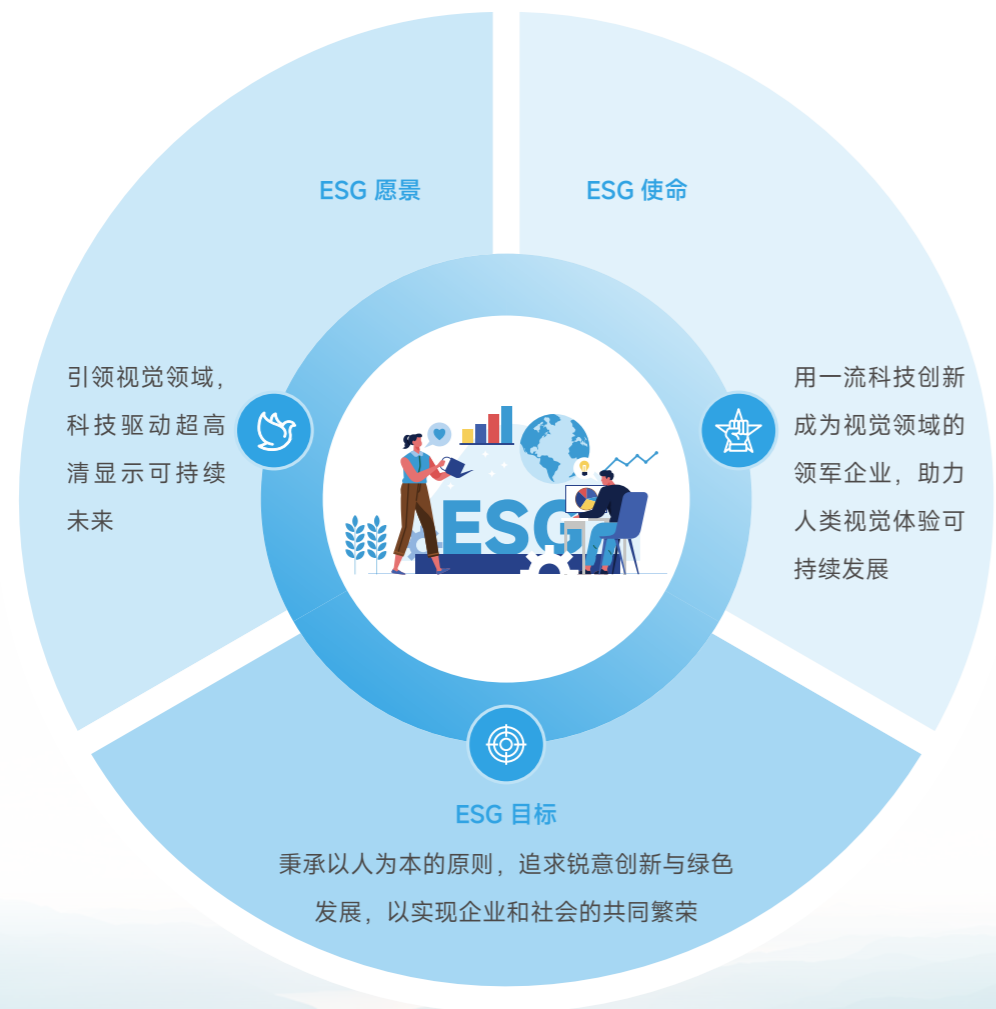 ESG 愿景
引领视觉领域，
科技驱动超高
清显示可持续
未来
ESG 使命
用一流科技创新
成为视觉领域的
领军企业，助力
人类视觉体验可
持续发展
ESG
ESG 目标
秉承以人为本的原则，追求锐意创新与绿色
发展，以实现企业和社会的共同繁荣